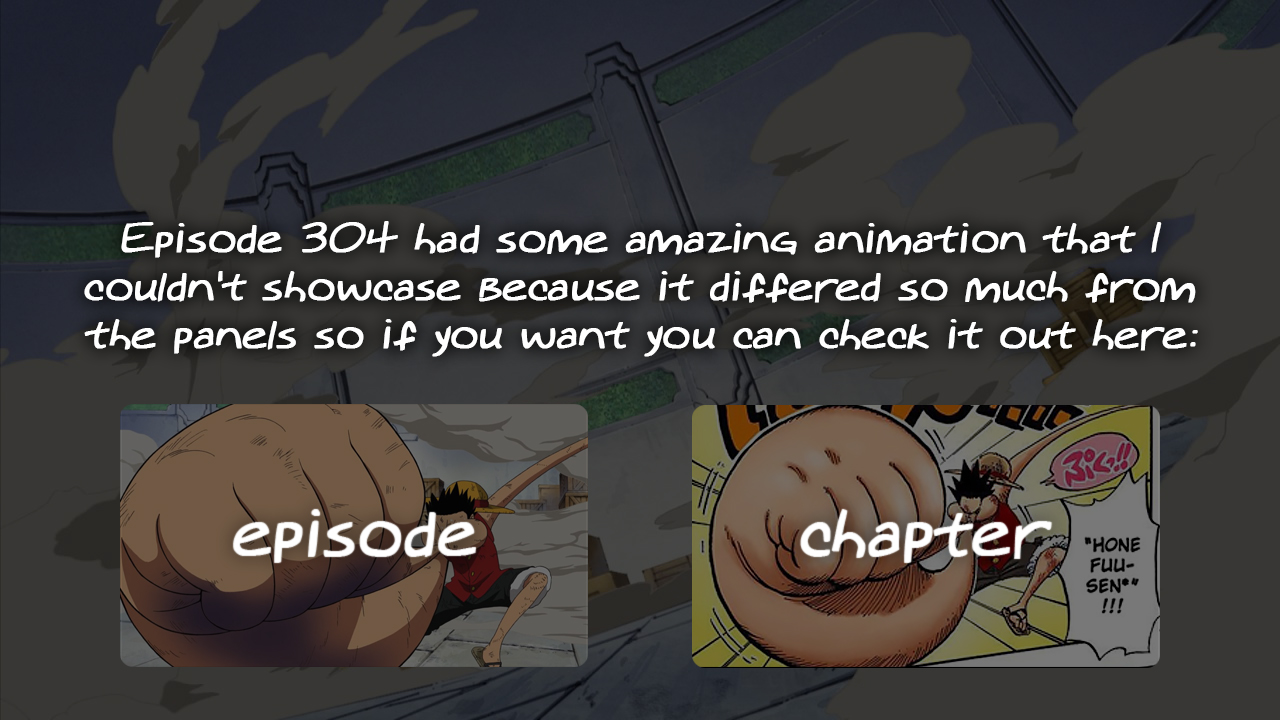 Episode 304 had some amazing animation that I
couldn't showcase because it differed so much from
the panels so if you want you can check it out here:
episode
chapter
ぷくっ!!
"HONE
FUU-
SEN"
!!!